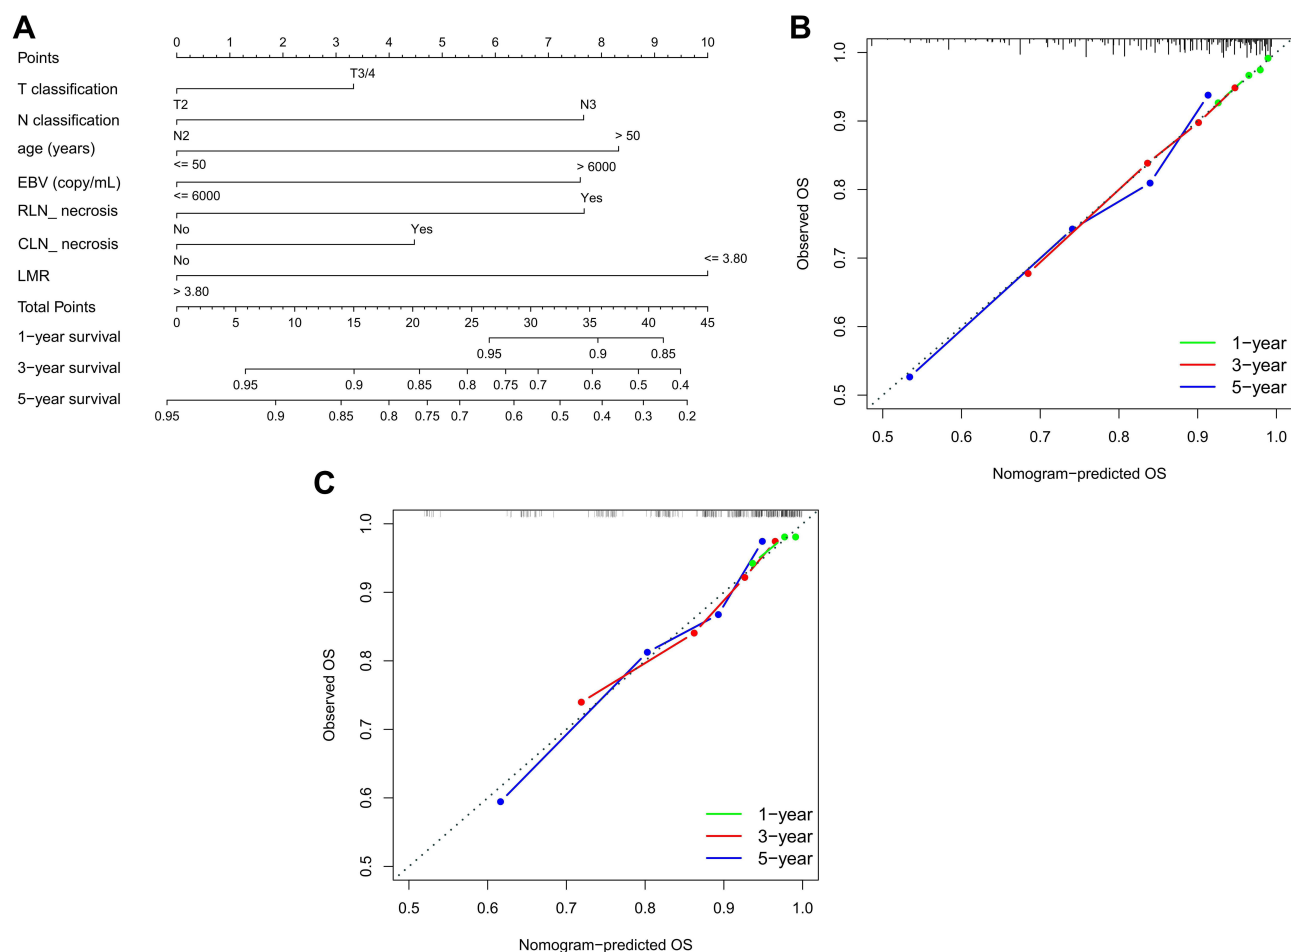 A
0 1 2 3 4 5 6 7 8 9 10
Points
T3/4
T classification
T2 N3
N classification
N2 > 50
age (years)
<= 50 > 6000
EBV (copy/mL)
<= 6000 Yes
RLN_ necrosis
No Yes
CLN_ necrosis
No <= 3.80
LMR
> 3.80
Total Points
0 5 10 15 20 25 30 35 40 45
1−year survival
0.95 0.9 0.85
3−year survival
0.95 0.9 0.85 0.8 0.75 0.7 0.6 0.5 0.4
5−year survival
0.95 0.9 0.85 0.8 0.75 0.7 0.6 0.5 0.4 0.3 0.2
B
1.0
0.9
0.8
0.7
0.6
0.5
Observed OS
1−year
3−year
5−year
0.5 0.6 0.7 0.8 0.9 1.0
Nomogram−predicted OS
C
1.0
0.9
0.8
0.7
0.6
0.5
Observed OS
1−year
3−year
5−year
0.5 0.6 0.7 0.8 0.9 1.0
Nomogram−predicted OS